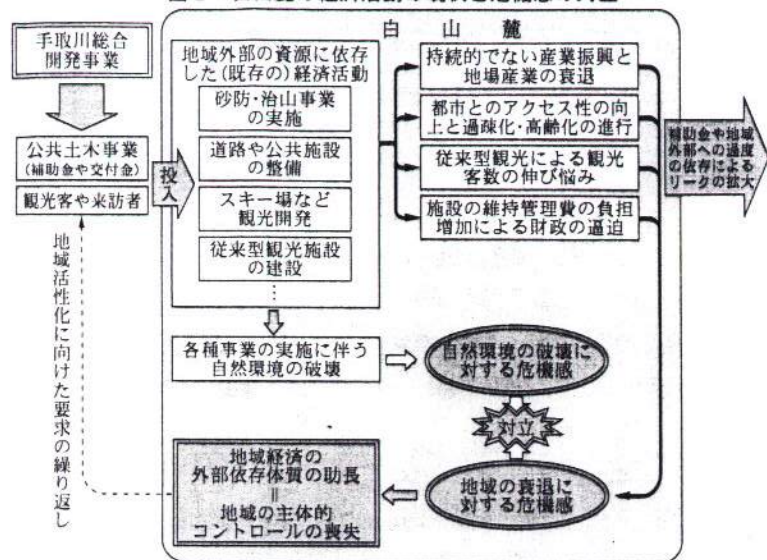 白山麓
手取川総合
開発事業
公共土木事業
(補助金や交付金)
観光客や来訪者
投入
地域外部の資源に依存
した(既存の)経済活動
砂防・治山事業
の実施
道路や公共施設
の整備
スキー場など
観光開発
従来型観光施設
の建設
⋮
持続的でない産業振興と
地場産業の衰退
都市とのアクセス性の向
上と過疎化・高齢化の進行
従来型観光による観光
客数の伸び悩み
施設の維持管理費の負担
増加による財政の逼迫
補助金や地域
外部への過度
の依存による
リークの拡大
各種事業の実施に伴う
自然環境の破壊
自然環境の破壊に
対する危機感
対立
地域の衰退に
対する危機感
地域経済の
外部依存体質の助長
||
地域の主体的
コントロールの喪失
地域活性化に向けた要求の繰り返し